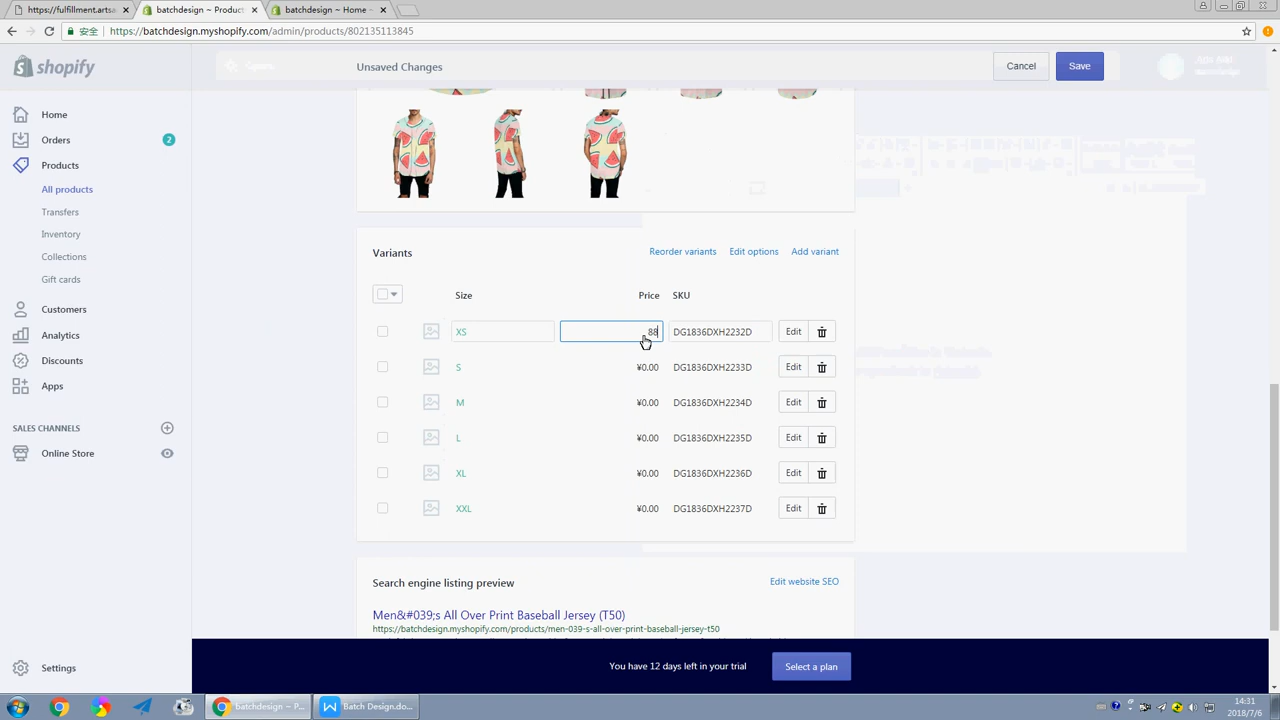 https://fulfillment.artsa
batchdesign ~ Produc
batchdesign ~ Home ~
安全
https://batchdesign.myshopify.com/admin/products/802135113845
shopify
Unsaved Changes
Cancel
Save
Home
Orders
2
Products
All products
Transfers
Inventory
Collections
Gift cards
Customers
Analytics
Discounts
Apps
SALES CHANNELS
Online Store
Settings
Variants
Reorder variants
Edit options
Add variant
Size Price SKU
XS 88 DG1836DXH2232D Edit
S ¥0.00 DG1836DXH2233D Edit
M ¥0.00 DG1836DXH2234D Edit
L ¥0.00 DG1836DXH2235D Edit
XL ¥0.00 DG1836DXH2236D Edit
XXL ¥0.00 DG1836DXH2237D Edit
Search engine listing preview
Edit website SEO
Men&#039;s All Over Print Baseball Jersey (T50)
https://batchdesign.myshopify.com/products/men-039-s-all-over-print-baseball-jersey-t50
You have 12 days left in your trial
Select a plan
batchdesign ~ P...
Batch Design.do...
14:31
2018/7/6